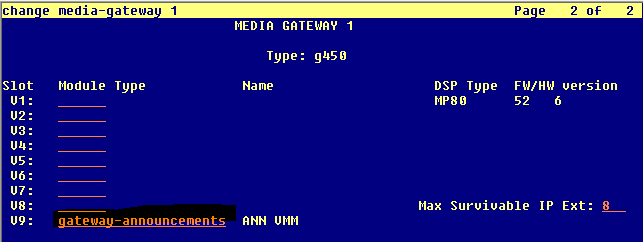 change media-gateway 1 Page 2 of 2
MEDIA GATEWAY 1
Type: g450
Slot Module Type Name DSP Type FW/HW version
V1: MP80 52 6
V2:
V3:
V4:
V5:
V6:
V7:
V8: Max Survivable IP Ext: 8
V9: gateway-announcements ANN VMM